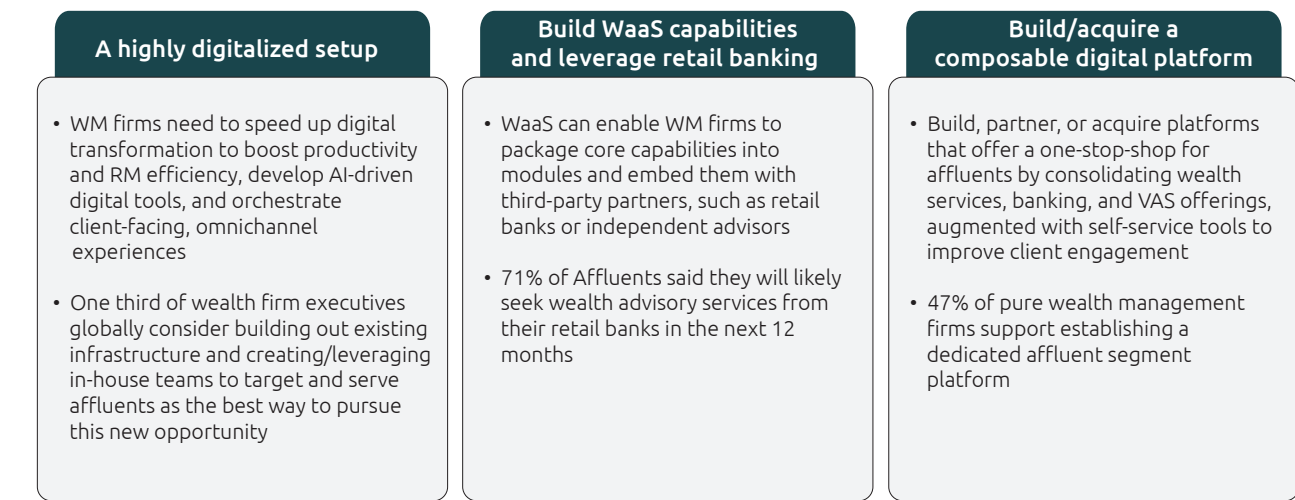 A highly digitalized setup
• WM firms need to speed up digital
transformation to boost productivity
and RM efficiency, develop AI-driven
digital tools, and orchestrate
client-facing, omnichannel
experiences
• One third of wealth firm executives
globally consider building out existing
infrastructure and creating/leveraging
in-house teams to target and serve
affluents as the best way to pursue
this new opportunity
Build WaaS capabilities
and leverage retail banking
• WaaS can enable WM firms to
package core capabilities into
modules and embed them with
third-party partners, such as retail
banks or independent advisors
• 71% of Affluents said they will likely
seek wealth advisory services from
their retail banks in the next 12
months
Build/acquire a
composable digital platform
• Build, partner, or acquire platforms
that offer a one-stop-shop for
affluents by consolidating wealth
services, banking, and VAS offerings,
augmented with self-service tools to
improve client engagement
• 47% of pure wealth management
firms support establishing a
dedicated affluent segment
platform